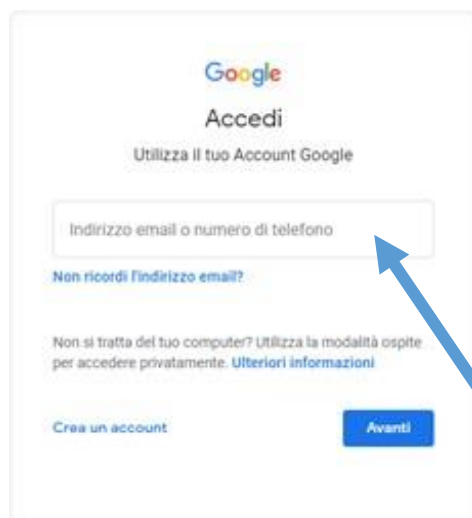 Google
Accedi
Utilizza il tuo Account Google
Indirizzo email o numero di telefono
Non ricordi l'indirizzo email?
Non si tratta del tuo computer? Utilizza la modalità ospite
per accedere privatamente. Ulteriori informazioni
Crea un account
Avanti